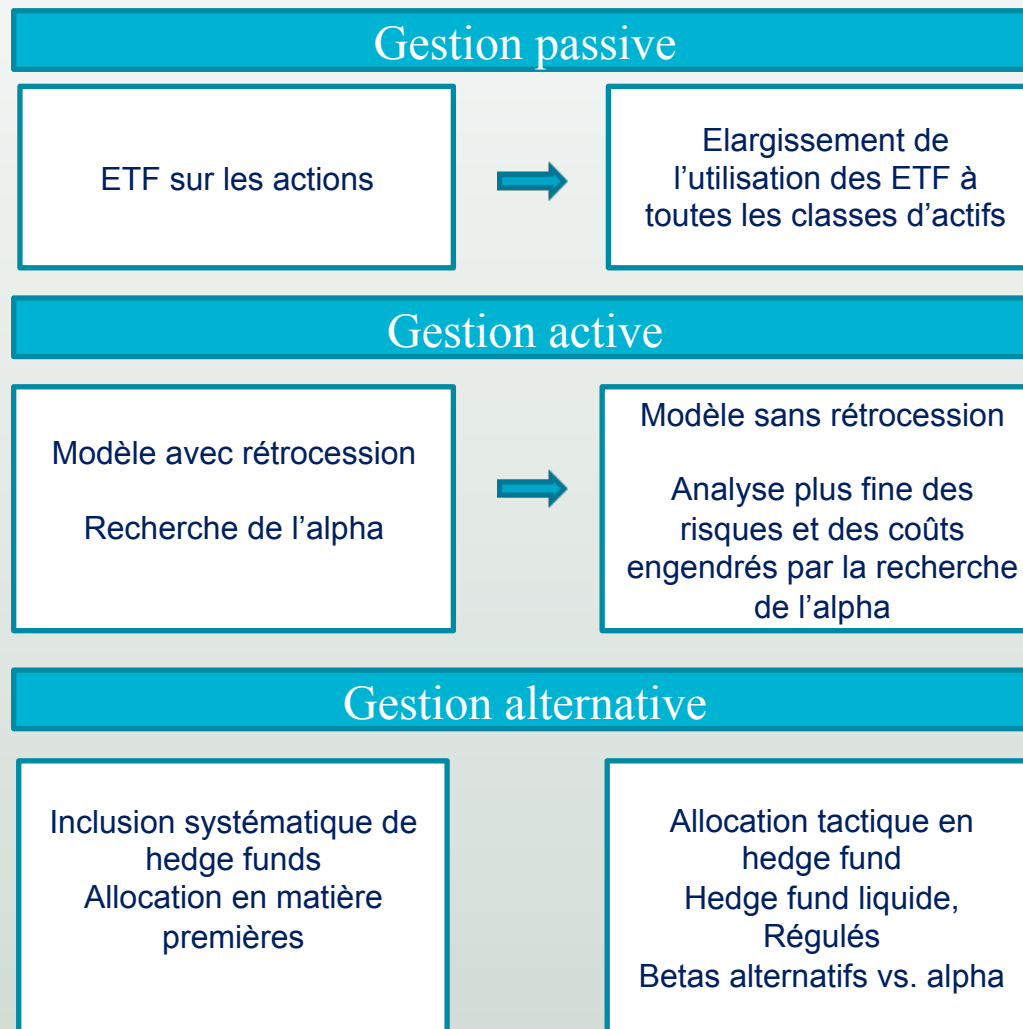 Gestion passive
ETF sur les actions
Elargissement de
l’utilisation des ETF à
toutes les classes d’actifs
Gestion active
Modèle avec rétrocession
Recherche de l’alpha
Modèle sans rétrocession
Analyse plus fine des
risques et des coûts
engendrés par la recherche
de l’alpha
Gestion alternative
Inclusion systématique de
hedge funds
Allocation en matière
premières
Allocation tactique en
hedge fund
Hedge fund liquide,
Régulés
Betas alternatifs vs. alpha